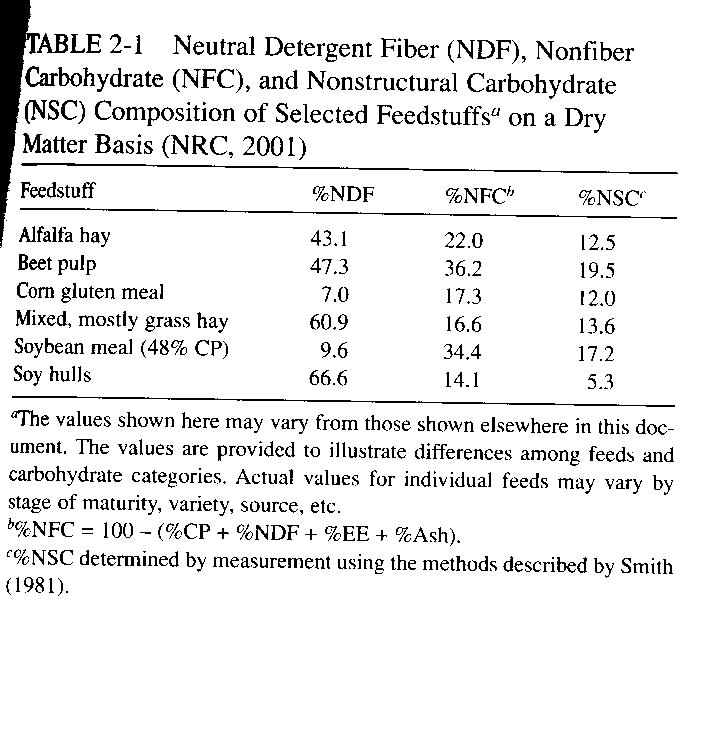 TABLE 2-1 Neutral Detergent Fiber (NDF), Nonfiber
Carbohydrate (NFC), and Nonstructural Carbohydrate
(NSC) Composition of Selected Feedstuffsᵃ on a Dry
Matter Basis (NRC, 2001)
Feedstuff %NDF %NFCᵇ %NSCᶜ
Alfalfa hay 43.1 22.0 12.5
Beet pulp 47.3 36.2 19.5
Corn gluten meal 7.0 17.3 12.0
Mixed, mostly grass hay 60.9 16.6 13.6
Soybean meal (48% CP) 9.6 34.4 17.2
Soy hulls 66.6 14.1 5.3
ᵃThe values shown here may vary from those shown elsewhere in this doc-
ument. The values are provided to illustrate differences among feeds and
carbohydrate categories. Actual values for individual feeds may vary by
stage of maturity, variety, source, etc.
ᵇ%NFC = 100 – (%CP + %NDF + %EE + %Ash).
ᶜ%NSC determined by measurement using the methods described by Smith
(1981).